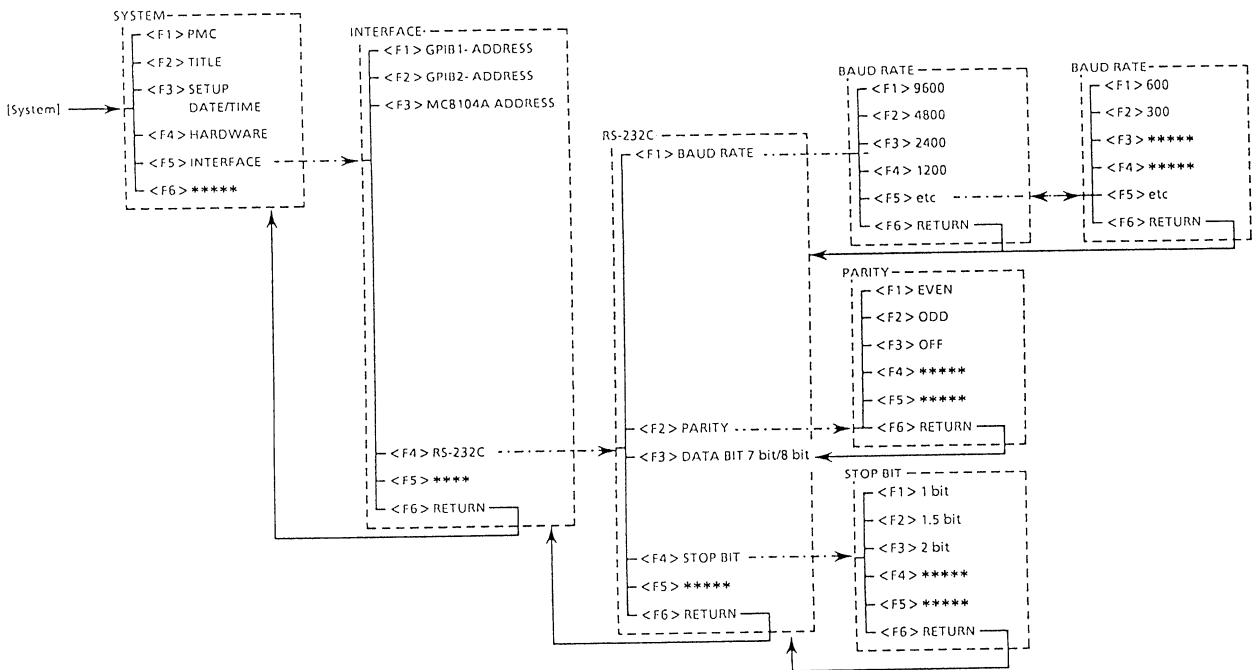 [System]
SYSTEM
<F1> PMC
<F2> TITLE
<F3> SETUP
DATE/TIME
<F4> HARDWARE
<F5> INTERFACE
<F6> *****
INTERFACE
<F1> GPIB1- ADDRESS
<F2> GPIB2- ADDRESS
<F3> MC8104A ADDRESS
<F4> RS-232C
<F5> ****
<F6> RETURN
RS-232C
<F1> BAUD RATE
<F2> PARITY
<F3> DATA BIT 7 bit/8 bit
<F4> STOP BIT
<F5> *****
<F6> RETURN
BAUD RATE
<F1> 9600
<F2> 4800
<F3> 2400
<F4> 1200
<F5> etc
<F6> RETURN
BAUD RATE
<F1> 600
<F2> 300
<F3> *****
<F4> *****
<F5> etc
<F6> RETURN
PARITY
<F1> EVEN
<F2> ODD
<F3> OFF
<F4> *****
<F5> *****
<F6> RETURN
STOP BIT
<F1> 1 bit
<F2> 1.5 bit
<F3> 2 bit
<F4> *****
<F5> *****
<F6> RETURN